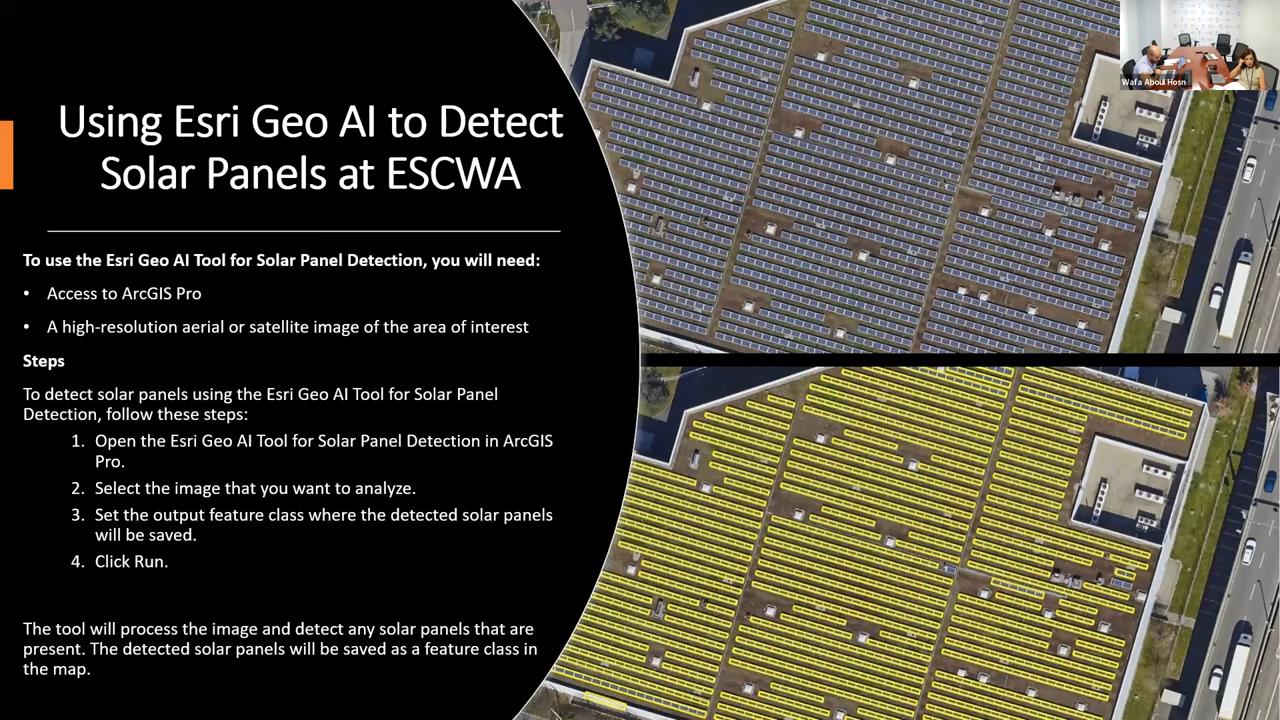 Using Esri Geo AI to Detect
Solar Panels at ESCWA
To use the Esri Geo AI Tool for Solar Panel Detection, you will need:
• Access to ArcGIS Pro
• A high-resolution aerial or satellite image of the area of interest
Steps
To detect solar panels using the Esri Geo AI Tool for Solar Panel
Detection, follow these steps:
1. Open the Esri Geo AI Tool for Solar Panel Detection in ArcGIS
Pro.
2. Select the image that you want to analyze.
3. Set the output feature class where the detected solar panels
will be saved.
4. Click Run.
The tool will process the image and detect any solar panels that are
present. The detected solar panels will be saved as a feature class in
the map.
Wafa Aboul Hosn